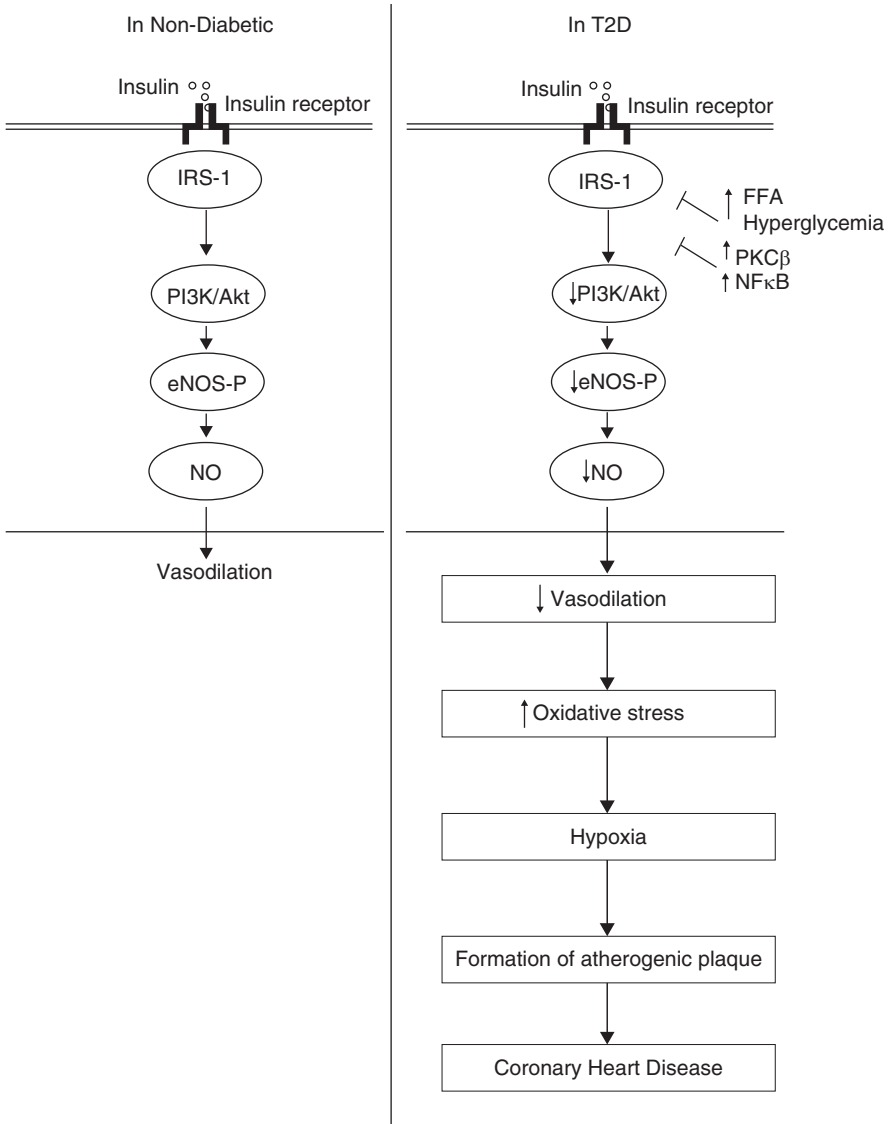 In Non-Diabetic
Insulin
Insulin receptor
IRS-1
PI3K/Akt
eNOS-P
NO
Vasodilation
In T2D
Insulin
Insulin receptor
IRS-1
↑ FFA
Hyperglycemia
↑ PKCβ
↑ NFκB
↓PI3K/Akt
↓eNOS-P
↓NO
↓ Vasodilation
↑ Oxidative stress
Hypoxia
Formation of atherogenic plaque
Coronary Heart Disease